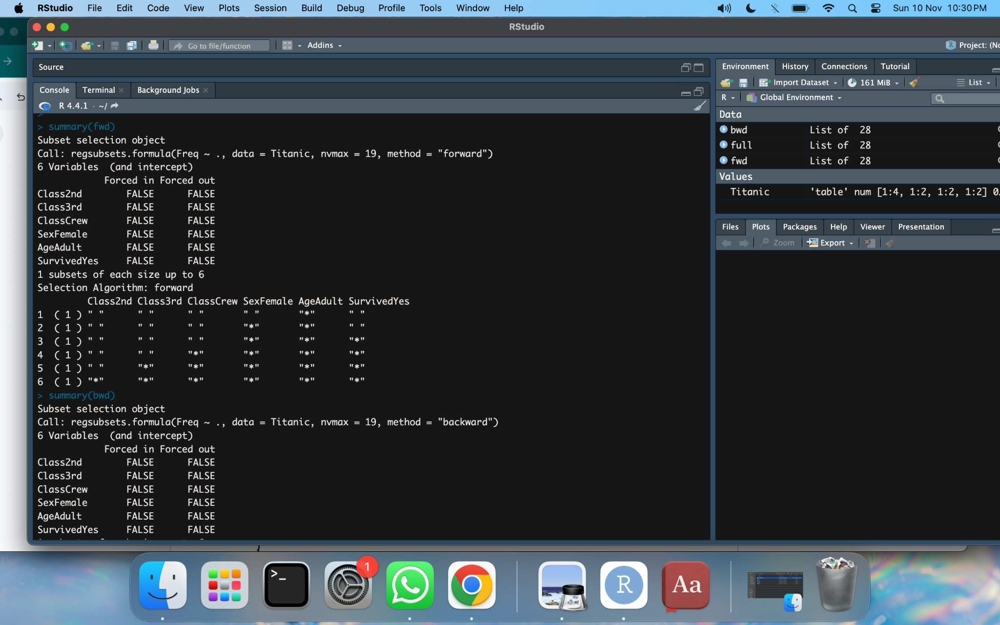 RStudio File Edit Code View Plots Session Build Debug Profile Tools Window Help Sun 10 Nov 10:30 PM
RStudio
Go to file/function Addins Project:
Source
Console Terminal Background Jobs
R 4.4.1 · ~/
>
> summary(fwd)
Subset selection object
Call: regsubsets.formula(Freq ~ ., data = Titanic, nvmax = 19, method = "forward")
6 Variables  (and intercept)
            Forced in Forced out
Class2nd        FALSE      FALSE
Class3rd        FALSE      FALSE
ClassCrew       FALSE      FALSE
SexFemale       FALSE      FALSE
AgeAdult        FALSE      FALSE
SurvivedYes     FALSE      FALSE
1 subsets of each size up to 6
Selection Algorithm: forward
         Class2nd Class3rd ClassCrew SexFemale AgeAdult SurvivedYes
1  ( 1 ) " "      " "      " "       " "       "*"      " "
2  ( 1 ) " "      " "      " "       "*"       "*"      " "
3  ( 1 ) " "      " "      " "       "*"       "*"      "*"
4  ( 1 ) " "      " "      "*"       "*"       "*"      "*"
5  ( 1 ) " "      "*"      "*"       "*"       "*"      "*"
6  ( 1 ) "*"      "*"      "*"       "*"       "*"      "*"
> summary(bwd)
Subset selection object
Call: regsubsets.formula(Freq ~ ., data = Titanic, nvmax = 19, method = "backward")
6 Variables  (and intercept)
            Forced in Forced out
Class2nd        FALSE      FALSE
Class3rd        FALSE      FALSE
ClassCrew       FALSE      FALSE
SexFemale       FALSE      FALSE
AgeAdult        FALSE      FALSE
SurvivedYes     FALSE      FALSE
Environment History Connections Tutorial
Import Dataset 161 MiB List
R Global Environment
Data
bwd List of 28
full List of 28
fwd List of 28
Values
Titanic 'table' num [1:4, 1:2, 1:2, 1:2] 0
Files Plots Packages Help Viewer Presentation
Zoom Export
>_ 1 R Aa